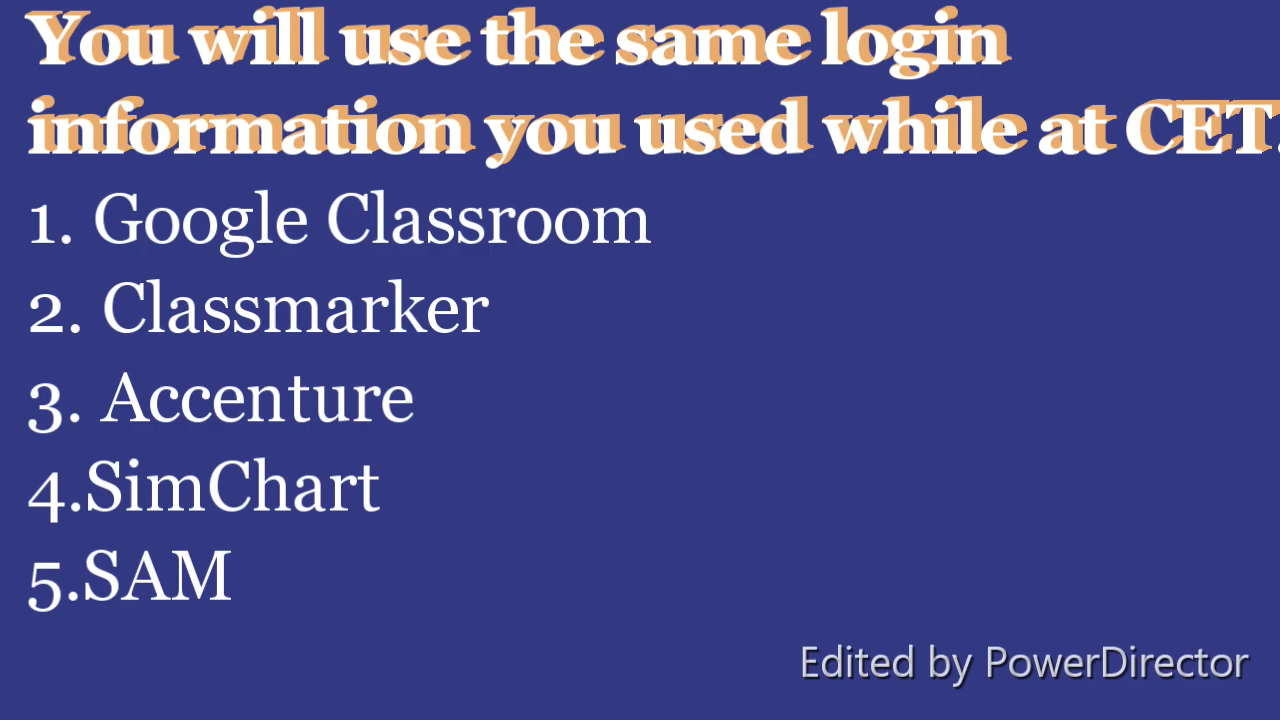 You will use the same login
information you used while at CET.
1. Google Classroom
2. Classmarker
3. Accenture
4.SimChart
5.SAM
Edited by PowerDirector